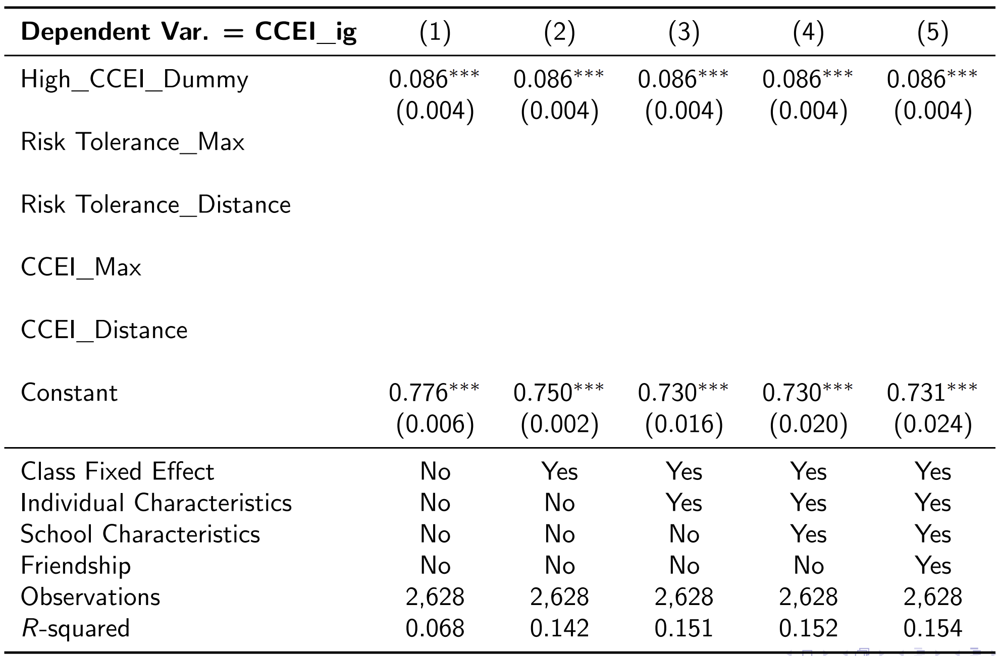 Dependent Var. = CCEI_ig (1) (2) (3) (4) (5)
High_CCEI_Dummy 0.086*** 0.086*** 0.086*** 0.086*** 0.086***
(0.004) (0.004) (0.004) (0.004) (0.004)
Risk Tolerance_Max
Risk Tolerance_Distance
CCEI_Max
CCEI_Distance
Constant 0.776*** 0.750*** 0.730*** 0.730*** 0.731***
(0.006) (0.002) (0.016) (0.020) (0.024)
Class Fixed Effect No Yes Yes Yes Yes
Individual Characteristics No No Yes Yes Yes
School Characteristics No No No Yes Yes
Friendship No No No No Yes
Observations 2,628 2,628 2,628 2,628 2,628
R-squared 0.068 0.142 0.151 0.152 0.154